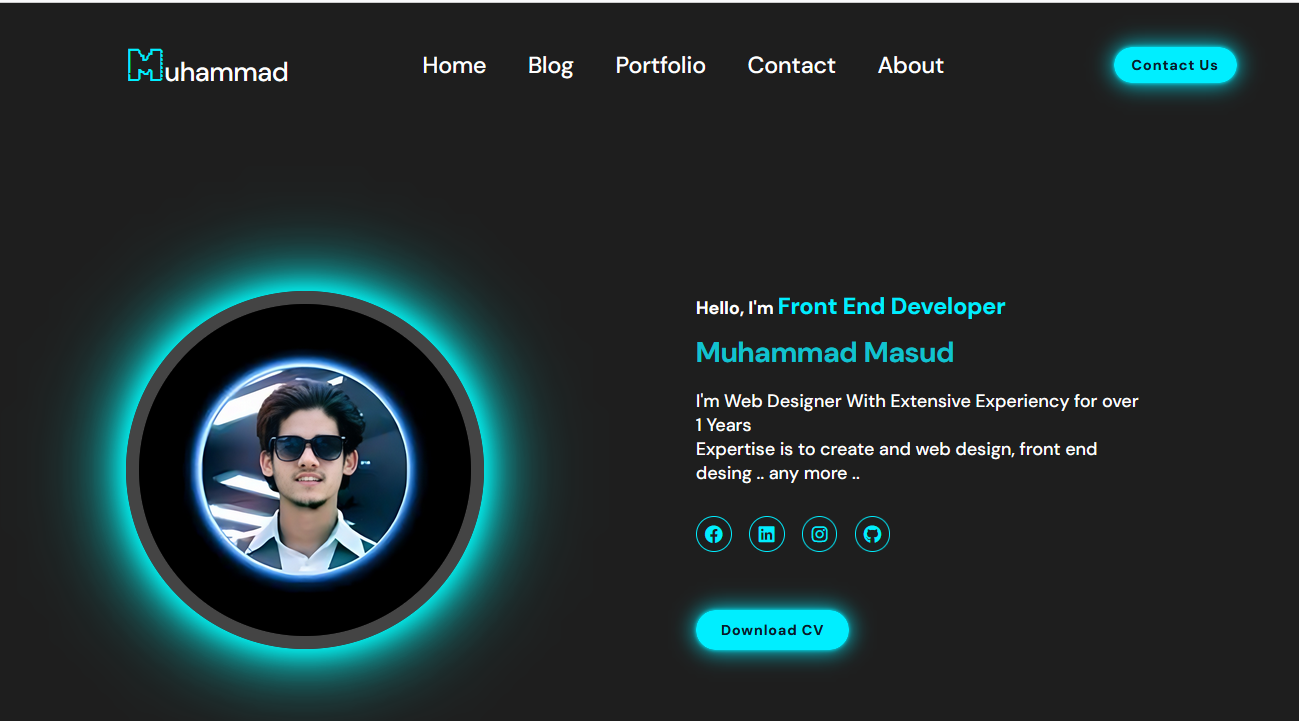 Muhammad
Home Blog Portfolio Contact About
Contact Us
Hello, I'm Front End Developer
Muhammad Masud
I'm Web Designer With Extensive Experiency for over
1 Years
Expertise is to create and web design, front end
desing .. any more ..
Download CV